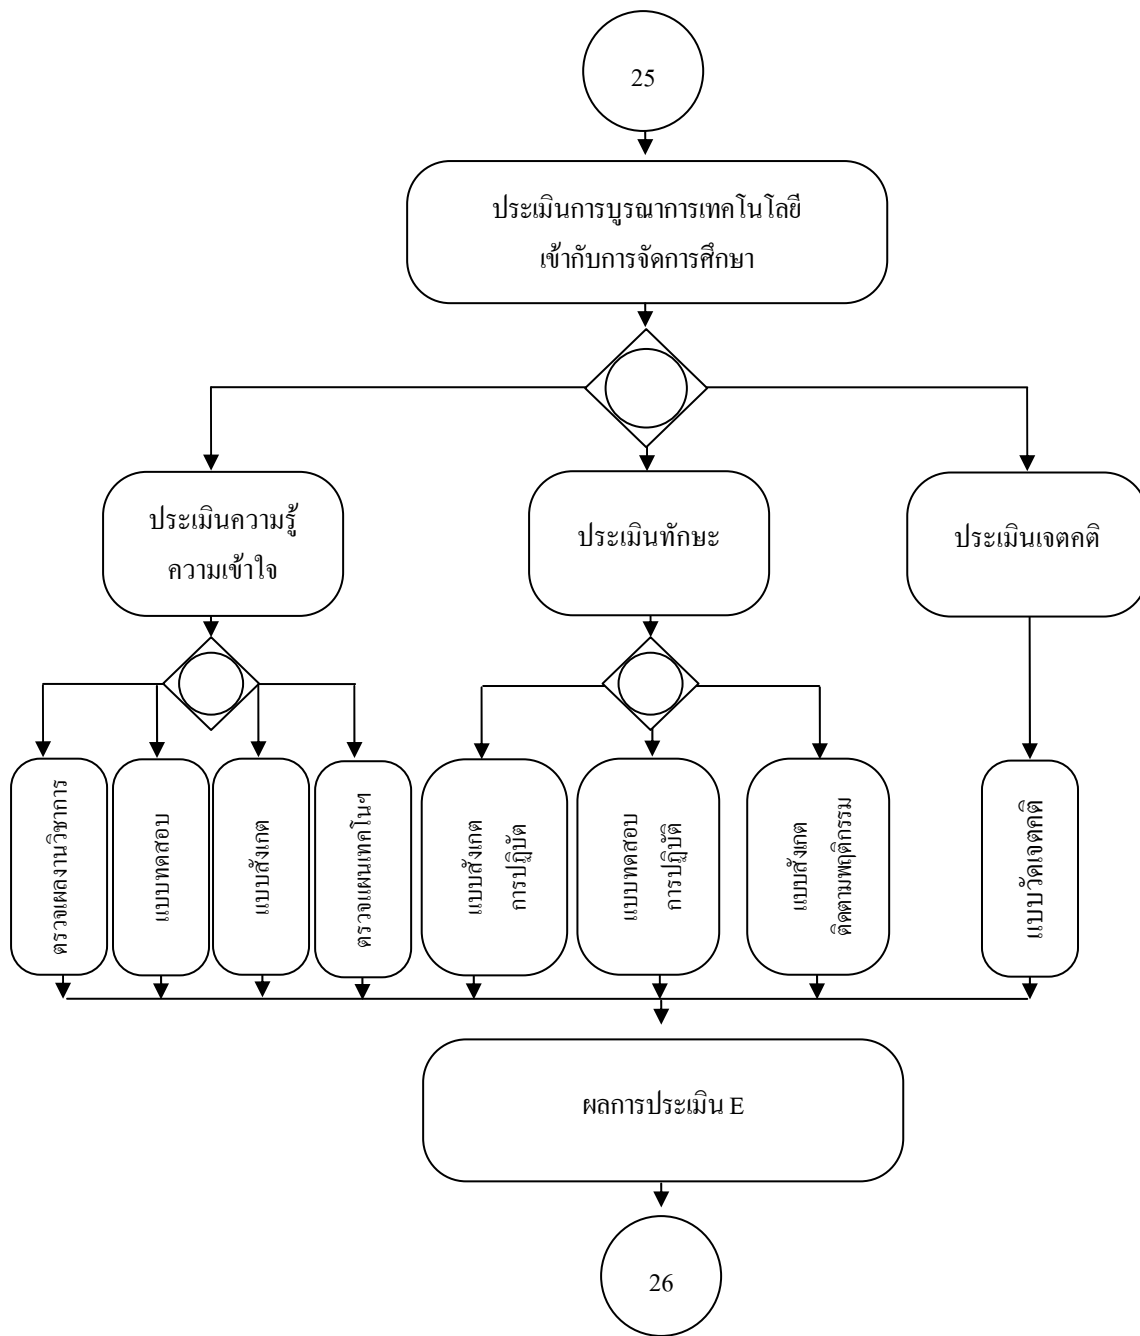 25
ประเมินการบูรณาการเทคโนโลยี
เข้ากับการจัดการศึกษา
ประเมินความรู้
ความเข้าใจ
ประเมินทักษะ
ประเมินเจตคติ
ตรวจผลงานวิชาการ
แบบทดสอบ
แบบสังเกต
ตรวจแผนเทคโนฯ
แบบสังเกต
การปฏิบัติ
แบบทดสอบ
การปฏิบัติ
แบบสังเกต
ติดตามพฤติกรรม
แบบวัดเจตคติ
ผลการประเมิน E
26